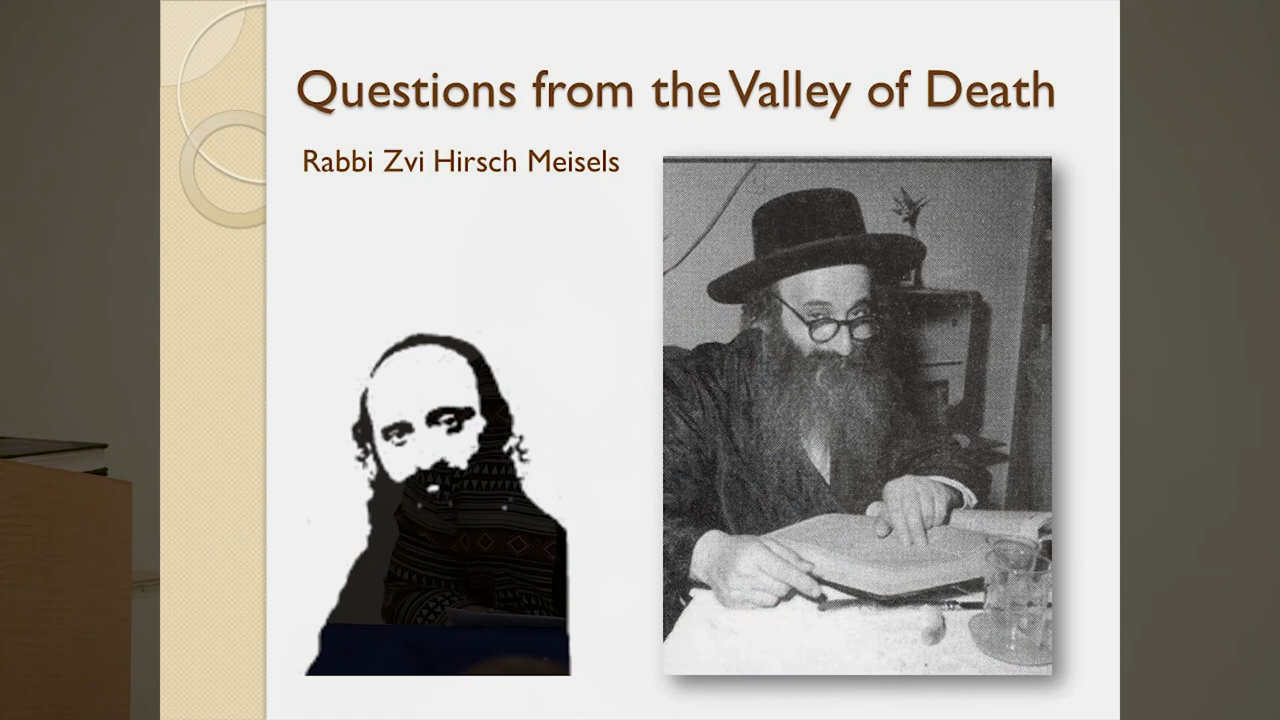 Questions from the Valley of Death
Rabbi Zvi Hirsch Meisels